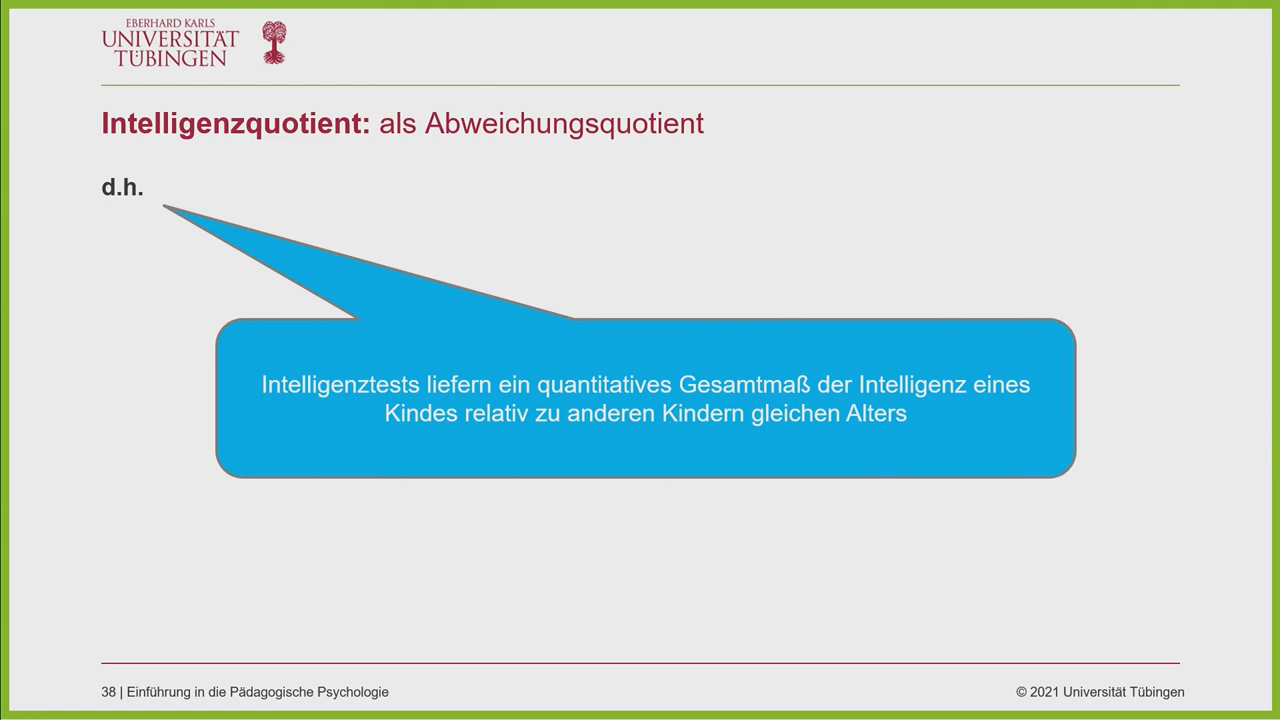 EBERHARD KARLS
UNIVERSITÄT
TÜBINGEN
Intelligenzquotient: als Abweichungsquotient
d.h.
Intelligenztests liefern ein quantitatives Gesamtmaß der Intelligenz eines
Kindes relativ zu anderen Kindern gleichen Alters
38 | Einführung in die Pädagogische Psychologie
© 2021 Universität Tübingen